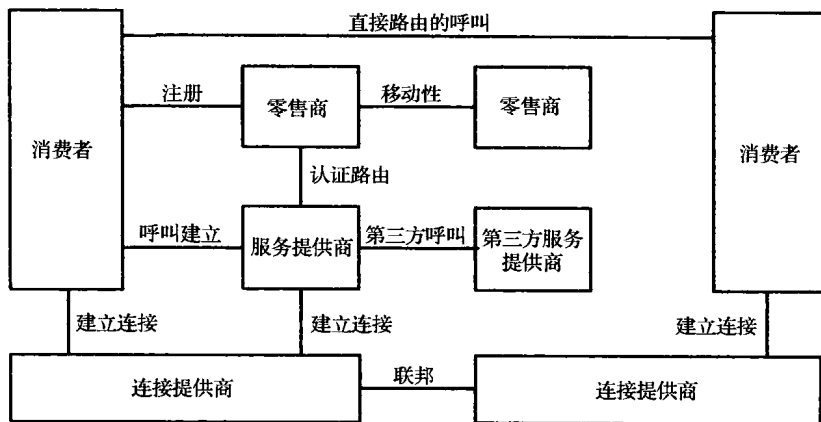 直接路由的呼叫
注册
零售商
移动性
零售商
消费者
消费者
认证路由
呼叫建立
服务提供商
第三方呼叫
第三方服务
提供商
建立连接
建立连接
建立连接
连接提供商
联邦
连接提供商